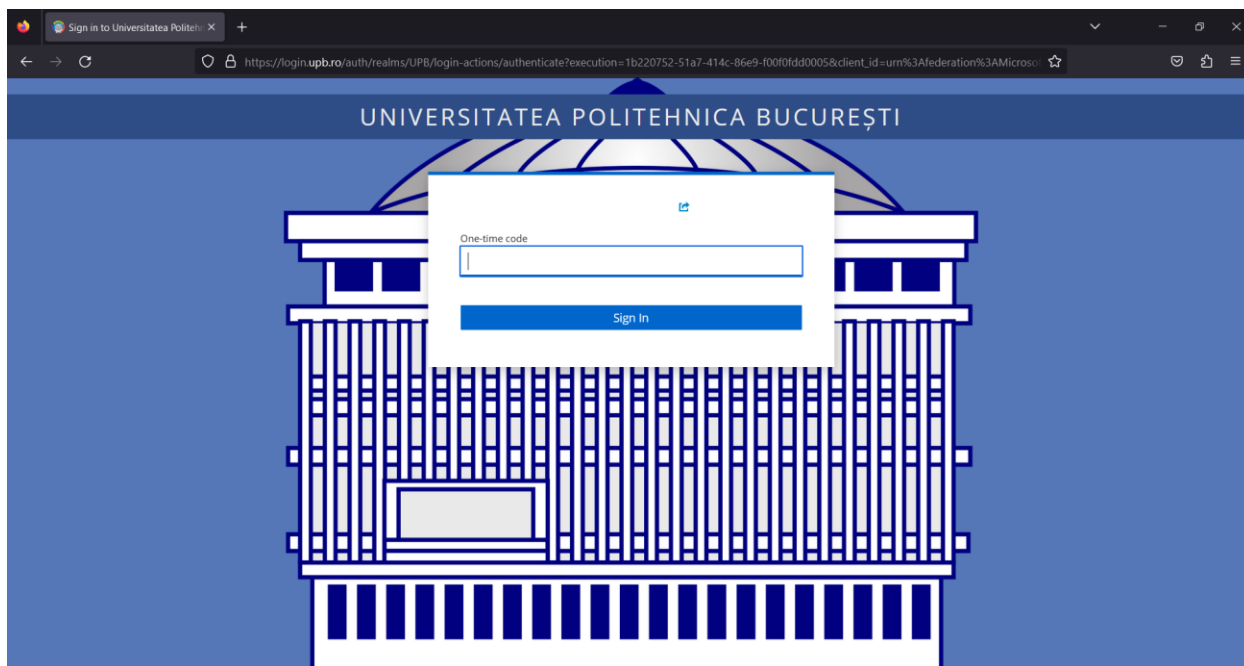 Sign in to Universitatea Politeh
https://login.upb.ro/auth/realms/UPB/login-actions/authenticate?execution=1b220752-51a7-414c-86e9-f00f0fdd0005&client_id=urn%3Afederation%3AMicroso
UNIVERSITATEA POLITEHNICA BUCUREȘTI
One-time code
Sign In